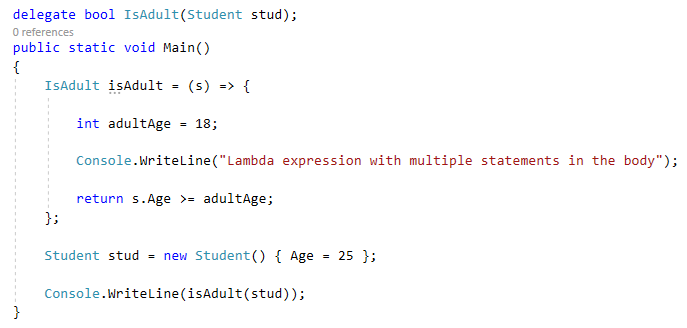 delegate bool IsAdult(Student stud);
0 references
public static void Main()
{
IsAdult isAdult = (s) => {
int adultAge = 18;
Console.WriteLine("Lambda expression with multiple statements in the body");
return s.Age >= adultAge;
};
Student stud = new Student() { Age = 25 };
Console.WriteLine(isAdult(stud));
}